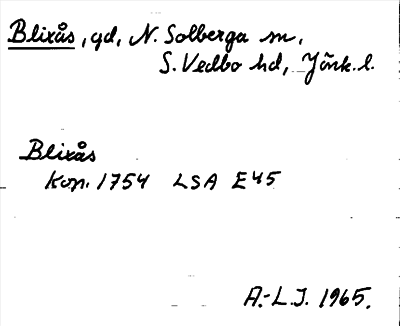 Blixås, gd, N. Solberga sn,
S. Vedbo hd, Jönk. l.
Blixås
Kon. 1754 LSA E45
A.-L.J. 1965.